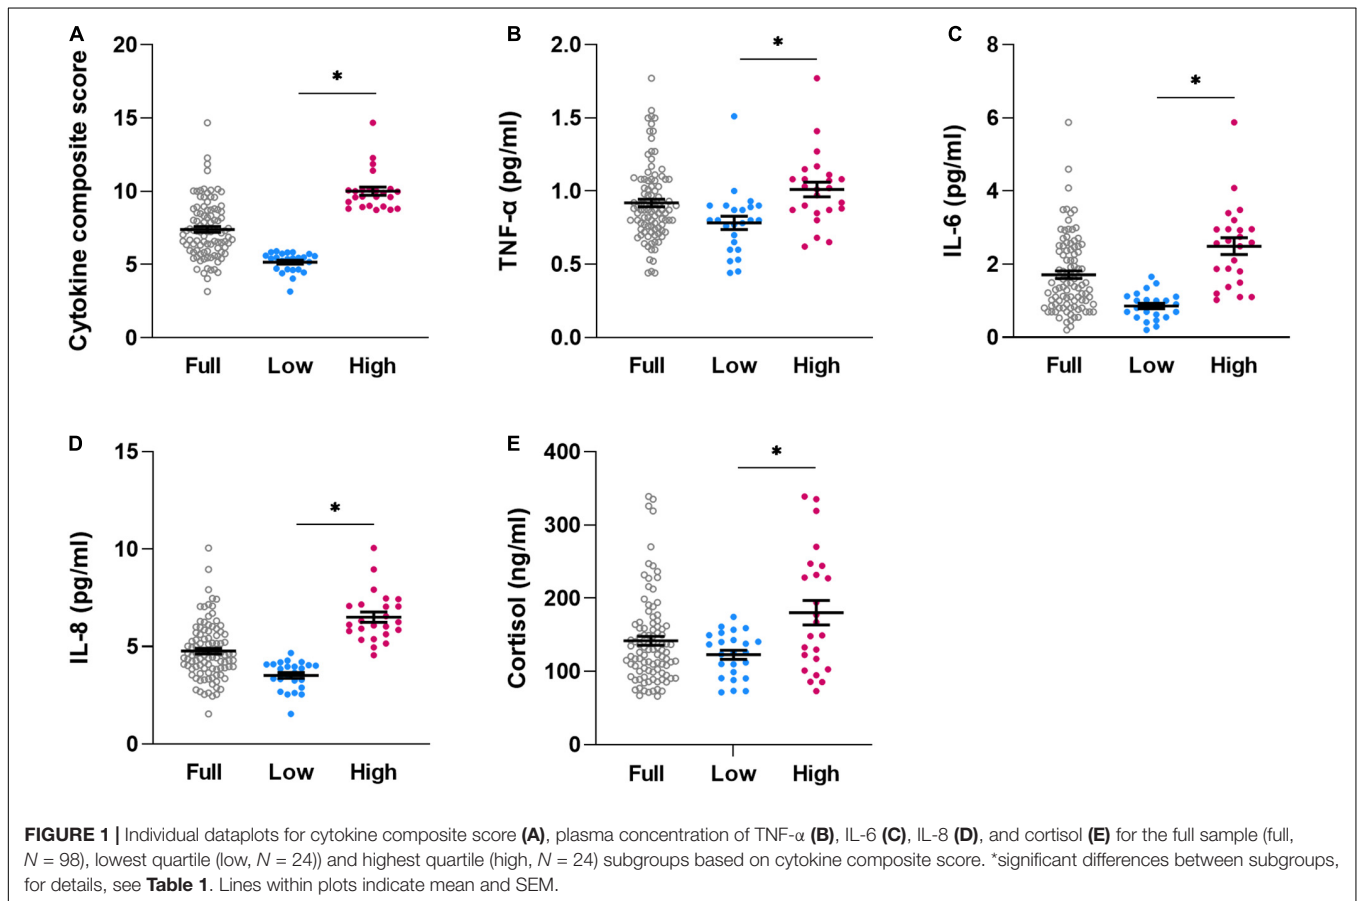 A
Cytokine composite score
20
15
10
5
0
*
Full Low High
B
TNF-α (pg/ml)
2.0
1.5
1.0
0.5
0.0
*
Full Low High
C
IL-6 (pg/ml)
8
6
4
2
0
*
Full Low High
D
IL-8 (pg/ml)
15
10
5
0
*
Full Low High
E
Cortisol (ng/ml)
400
300
200
100
0
*
Full Low High
FIGURE 1 | Individual dataplots for cytokine composite score (A), plasma concentration of TNF-α (B), IL-6 (C), IL-8 (D), and cortisol (E) for the full sample (full,
N = 98), lowest quartile (low, N = 24)) and highest quartile (high, N = 24) subgroups based on cytokine composite score. *significant differences between subgroups,
for details, see Table 1. Lines within plots indicate mean and SEM.